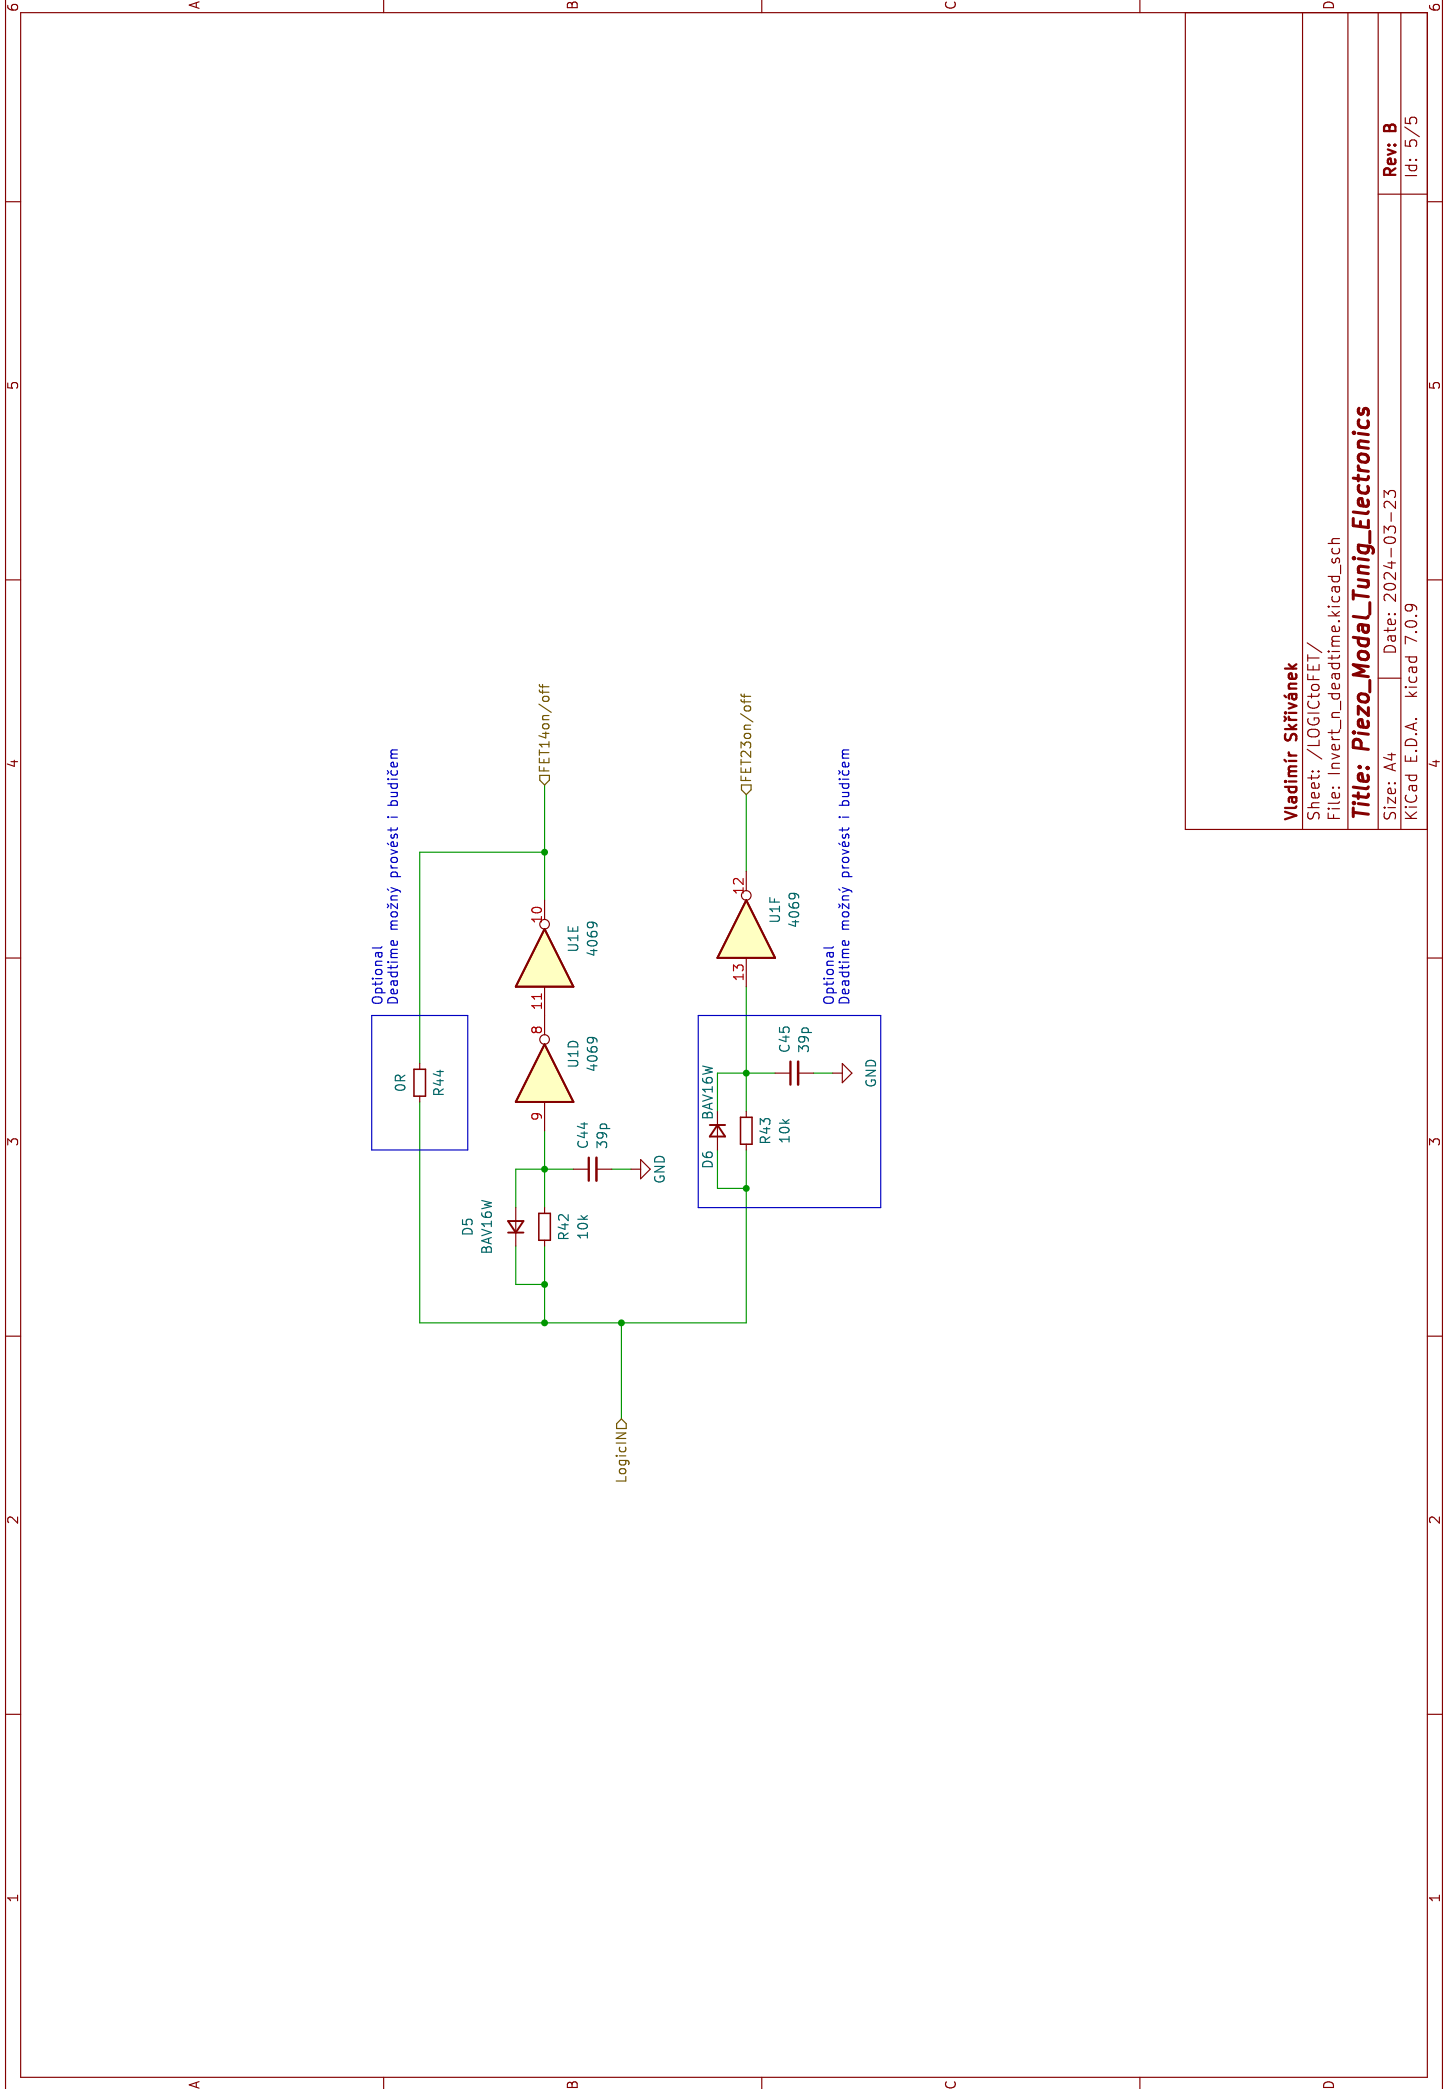 1
2
3
4
5
6
A
B
C
D
0R
R44
Optional
Deadtime možný provést i budičem
D5
BAV16W
R42
10k
C44
39p
GND
9
8
U1D
4069
11
10
U1E
4069
FET14on/off
LogicIN
D6
BAV16W
R43
10k
C45
39p
GND
13
12
U1F
4069
FET23on/off
Optional
Deadtime možný provést i budičem
Vladimír Skřivánek
Sheet: /LOGICtoFET/
File: Invert_n_deadtime.kicad_sch
Title: Piezo_Modal_Tunig_Electronics
Size: A4
Date: 2024-03-23
Rev: B
KiCad E.D.A. kicad 7.0.9
Id: 5/5
1
2
3
4
5
6
A
B
C
D